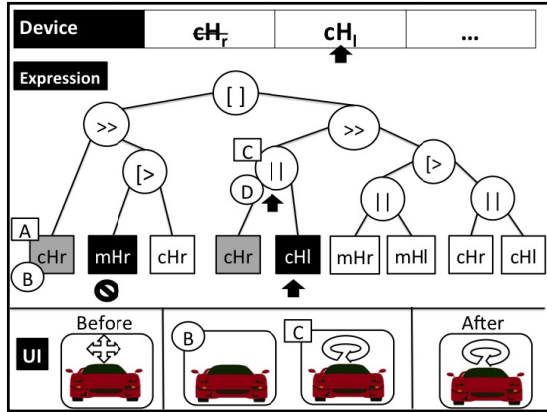 Device cHr cHl ...
Expression
[ ]
>> >>
C
|| [>
[>
D
|| ||
A
cHr mHr cHr cHr cHl mHr mHl cHr cHl
B
Before After
B C
UI